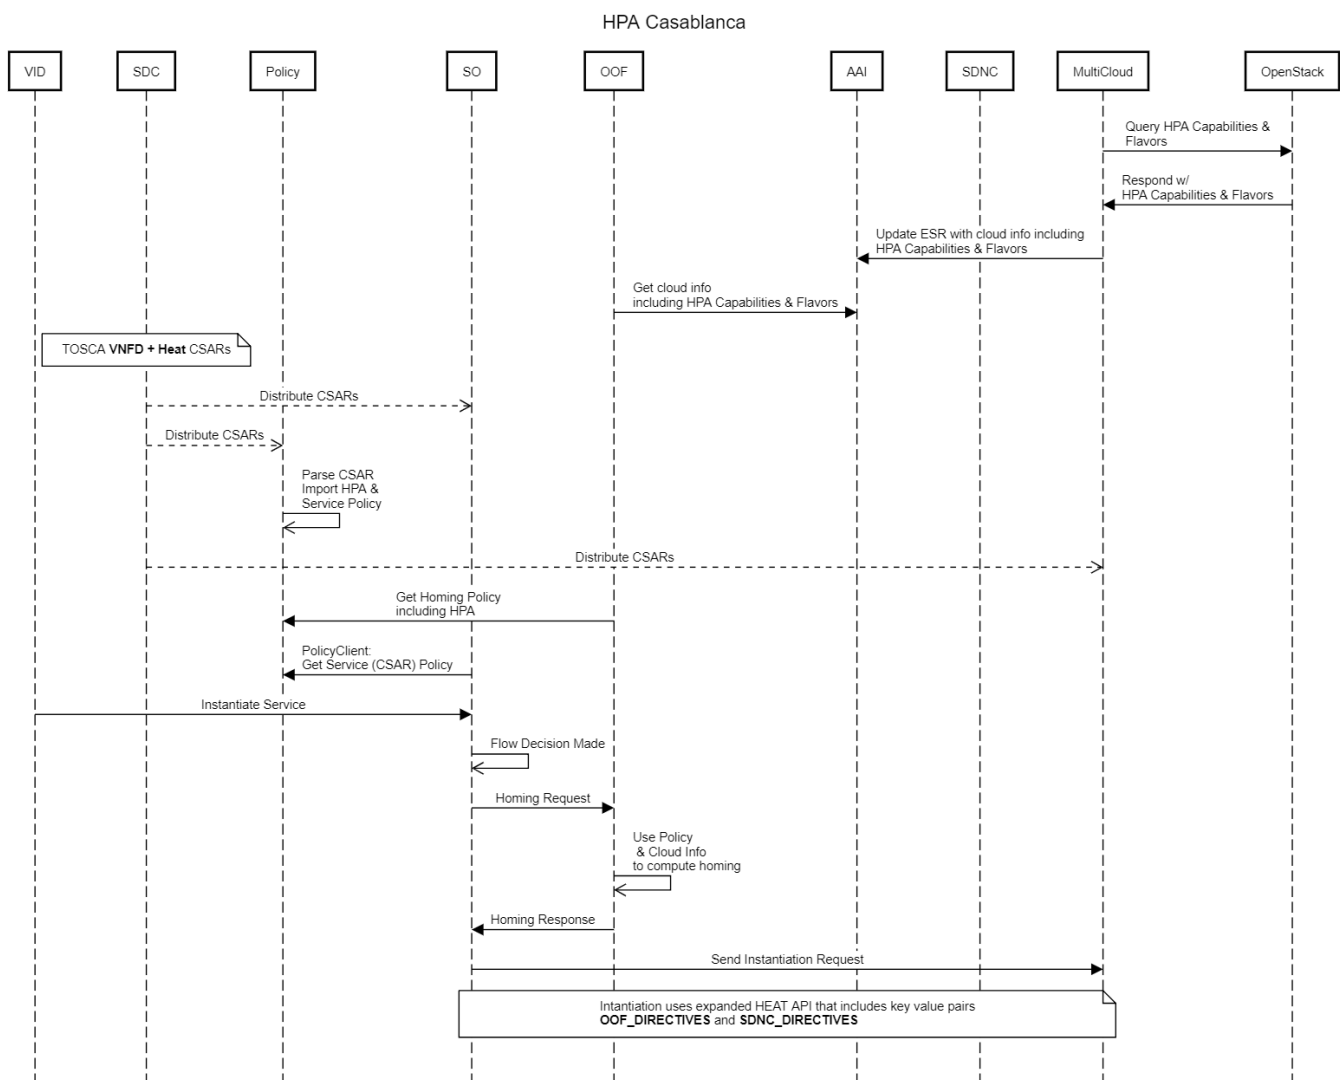 HPA Casablanca
VID
SDC
Policy
SO
OOF
AAI
SDNC
MultiCloud
OpenStack
Query HPA Capabilities &
Flavors
Respond w/
HPA Capabilities & Flavors
Update ESR with cloud info including
HPA Capabilities & Flavors
Get cloud info
including HPA Capabilities & Flavors
TOSCA VNFD + Heat CSARs
Distribute CSARs
Distribute CSARs
Parse CSAR
Import HPA &
Service Policy
Distribute CSARs
Get Homing Policy
including HPA
PolicyClient:
Get Service (CSAR) Policy
Instantiate Service
Flow Decision Made
Homing Request
Use Policy
& Cloud Info
to compute homing
Homing Response
Send Instantiation Request
Intantiation uses expanded HEAT API that includes key value pairs
OOF_DIRECTIVES and SDNC_DIRECTIVES